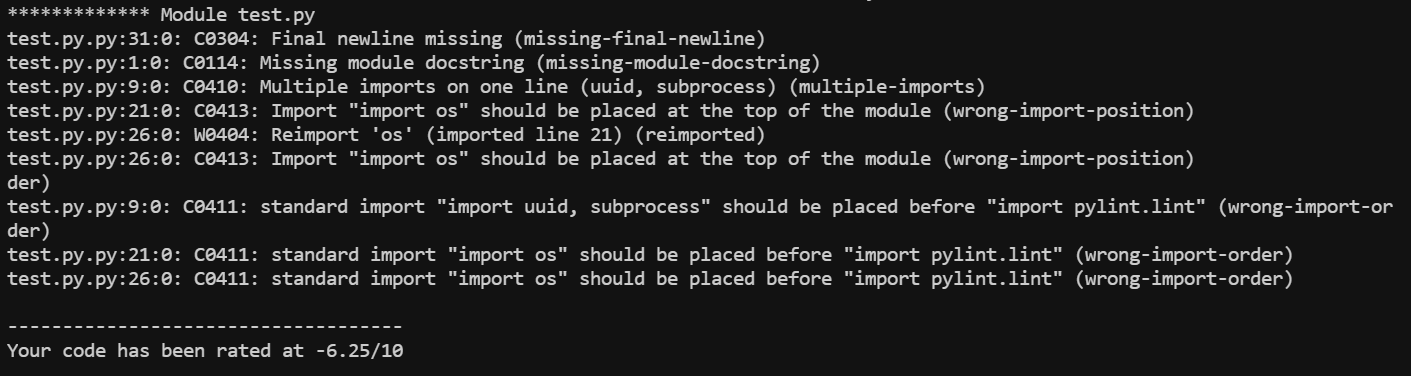 ************* Module test.py
test.py.py:31:0: C0304: Final newline missing (missing-final-newline)
test.py.py:1:0: C0114: Missing module docstring (missing-module-docstring)
test.py.py:9:0: C0410: Multiple imports on one line (uuid, subprocess) (multiple-imports)
test.py.py:21:0: C0413: Import "import os" should be placed at the top of the module (wrong-import-position)
test.py.py:26:0: W0404: Reimport 'os' (imported line 21) (reimported)
test.py.py:26:0: C0413: Import "import os" should be placed at the top of the module (wrong-import-position)
der)
test.py.py:9:0: C0411: standard import "import uuid, subprocess" should be placed before "import pylint.lint" (wrong-import-or
der)
test.py.py:21:0: C0411: standard import "import os" should be placed before "import pylint.lint" (wrong-import-order)
test.py.py:26:0: C0411: standard import "import os" should be placed before "import pylint.lint" (wrong-import-order)
------------------------------------
Your code has been rated at -6.25/10